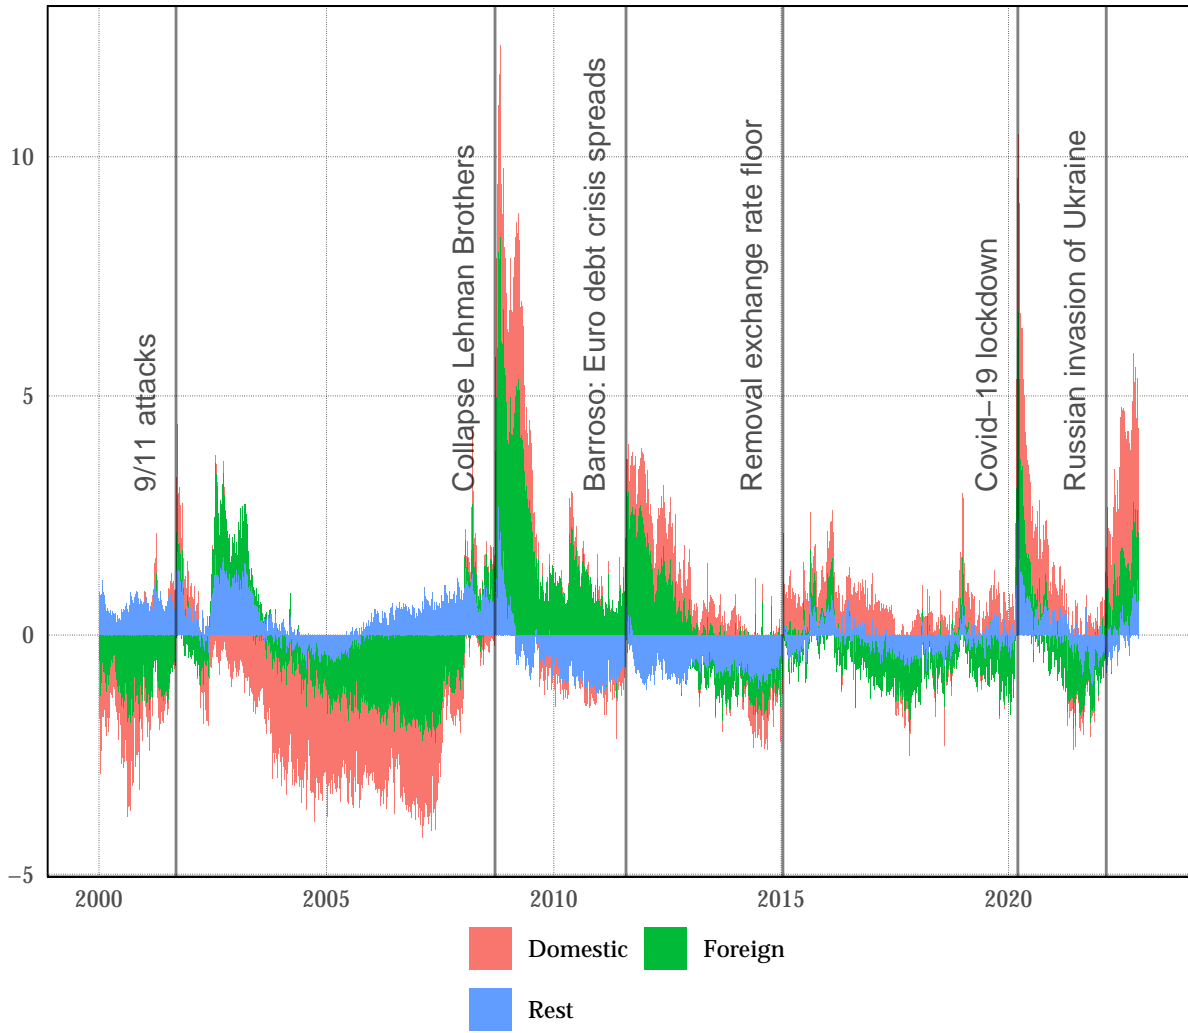 10
5
0
−5
9/11 attacks
Collapse Lehman Brothers
Barroso: Euro debt crisis spreads
Removal exchange rate floor
Covid−19 lockdown
Russian invasion of Ukraine
2000 2005 2010 2015 2020
Domestic Foreign
Rest